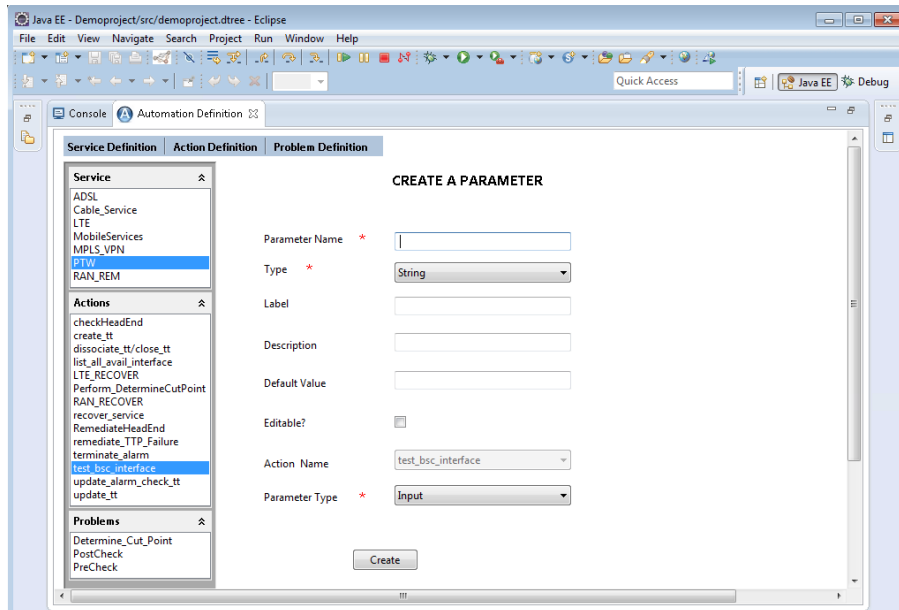 Java EE - Demoproject/src/demoproject.dtree - Eclipse
File Edit View Navigate Search Project Run Window Help
Quick Access
Java EE
Debug
Console
Automation Definition
Service Definition
Action Definition
Problem Definition
Service
ADSL
Cable_Service
LTE
MobileServices
MPLS_VPN
PTW
RAN_REM
Actions
checkHeadEnd
create_tt
dissociate_tt/close_tt
list_all_avail_interface
LTE_RECOVER
Perform_DetermineCutPoint
RAN_RECOVER
recover_service
RemediateHeadEnd
remediate_TTP_Failure
terminate_alarm
test_bsc_interface
update_alarm_check_tt
update_tt
Problems
Determine_Cut_Point
PostCheck
PreCheck
CREATE A PARAMETER
Parameter Name *
Type * String
Label
Description
Default Value
Editable?
Action Name test_bsc_interface
Parameter Type * Input
Create